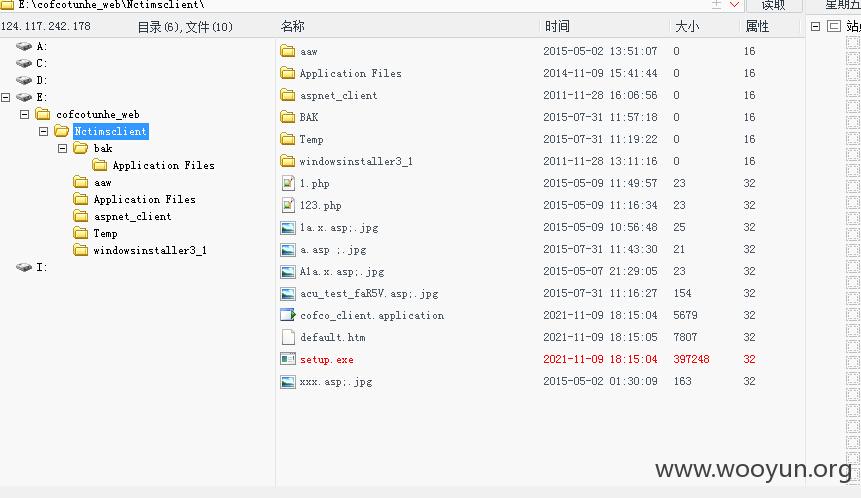 E:\cofcotunhe_web\Nctimsclient\ 读取 星期五
124.117.242.178 目录(6),文件(10) 名称 时间 大小 属性
A:
C:
D:
E:
cofcotunhe_web
Nctimsclient
bak
Application Files
aaw
Application Files
aspnet_client
Temp
windowsinstaller3_1
I:
aaw 2015-05-02 13:51:07 0 16
Application Files 2014-11-09 15:41:44 0 16
aspnet_client 2011-11-28 16:06:56 0 16
BAK 2015-07-31 11:57:18 0 16
Temp 2015-07-31 11:19:22 0 16
windowsinstaller3_1 2011-11-28 13:11:16 0 16
1.php 2015-05-09 11:49:57 23 32
123.php 2015-05-09 11:16:34 23 32
1a.x.asp;.jpg 2015-05-09 10:56:48 25 32
a.asp ;.jpg 2015-07-31 11:43:30 21 32
A1a.x.asp;.jpg 2015-05-07 21:29:05 23 32
acu_test_faR5V.asp;.jpg 2015-07-31 11:16:27 154 32
cofco_client.application 2021-11-09 18:15:04 5679 32
default.htm 2021-11-09 18:15:05 7807 32
setup.exe 2021-11-09 18:15:04 397248 32
xxx.asp;.jpg 2015-05-02 01:30:09 163 32
www.wooyun.org